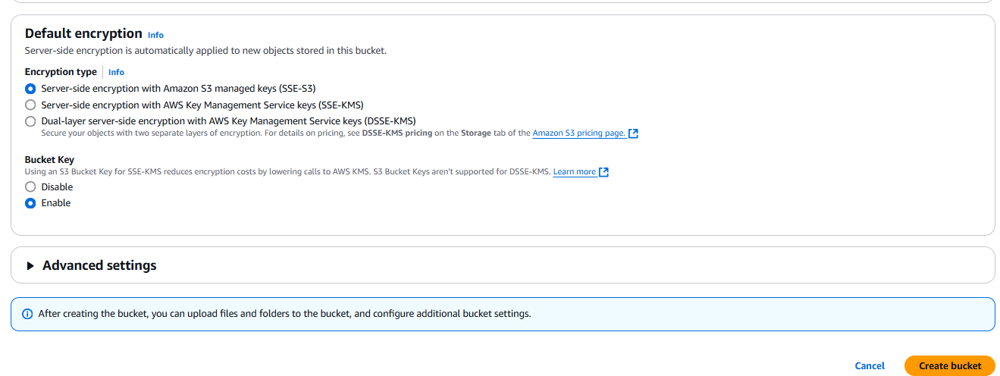 Default encryption Info
Server-side encryption is automatically applied to new objects stored in this bucket.
Encryption type Info
Server-side encryption with Amazon S3 managed keys (SSE-S3)
Server-side encryption with AWS Key Management Service keys (SSE-KMS)
Dual-layer server-side encryption with AWS Key Management Service keys (DSSE-KMS)
Secure your objects with two separate layers of encryption. For details on pricing, see DSSE-KMS pricing on the Storage tab of the Amazon S3 pricing page.
Bucket Key
Using an S3 Bucket Key for SSE-KMS reduces encryption costs by lowering calls to AWS KMS. S3 Bucket Keys aren't supported for DSSE-KMS. Learn more
Disable
Enable
Advanced settings
After creating the bucket, you can upload files and folders to the bucket, and configure additional bucket settings.
Cancel Create bucket